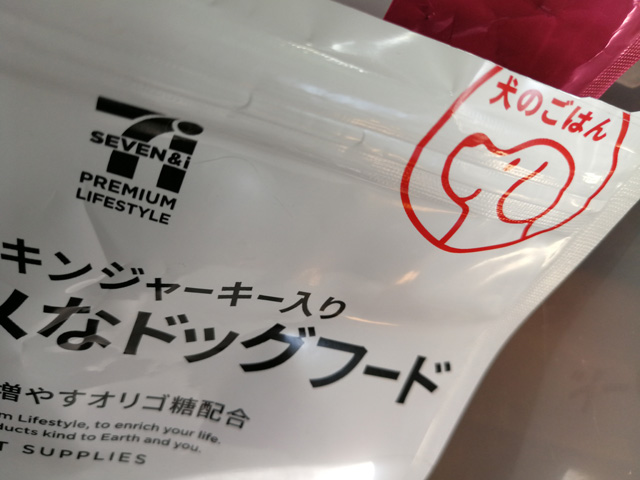 犬のごはん
SEVEN&i
PREMIUM
LIFESTYLE
キンジャーキー入り
なドッグフード
増やすオリゴ糖配合
Lifestyle, to enrich your life.
kind to Earth and you.
SUPPLIES